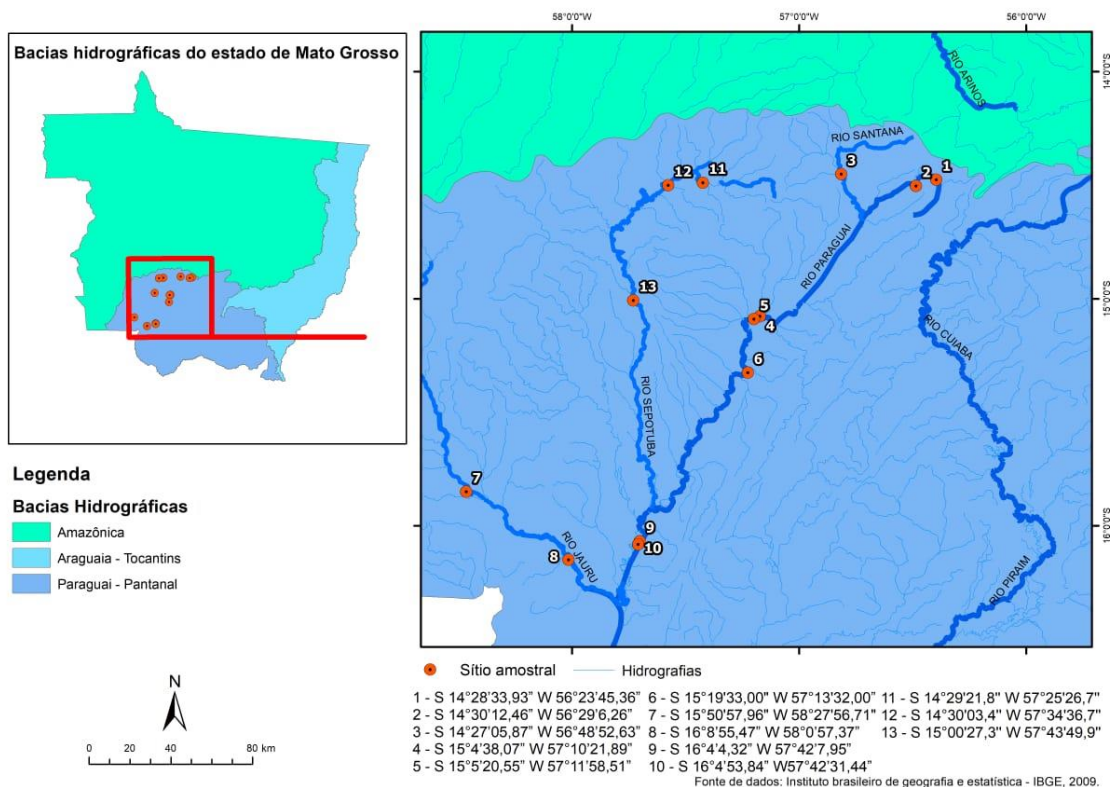 Bacias hidrográficas do estado de Mato Grosso
58°0'0"W
57°0'0"W
56°0'0"W
14°0'0"S
15°0'0"S
16°0'0"S
RIO ARINOS
RIO SANTANA
RIO PARAGUAI
RIO CUIABA
RIO SEPOTUBA
RIO JAURU
RIO PIRAIM
1
2
3
4
5
6
7
8
9
10
11
12
13
Legenda
Bacias Hidrográficas
Amazônica
Araguaia - Tocantins
Paraguai - Pantanal
N
0 20 40 80 km
Sítio amostral
Hidrografias
1 - S 14°28'33,93" W 56°23'45,36"
2 - S 14°30'12,46" W 56°29'6,26"
3 - S 14°27'05,87" W 56°48'52,63"
4 - S 15°4'38,07" W 57°10'21,89"
5 - S 15°5'20,55" W 57°11'58,51"
6 - S 15°19'33,00" W 57°13'32,00"
7 - S 15°50'57,96" W 58°27'56,71"
8 - S 16°8'55,47" W 58°0'57,37"
9 - S 16°4'4,32" W 57°42'7,95"
10 - S 16°4'53,84" W57°42'31,44"
11 - S 14°29'21,8" W 57°25'26,7"
12 - S 14°30'03,4" W 57°34'36,7"
13 - S 15°00'27,3" W 57°43'49,9"
Fonte de dados: Instituto brasileiro de geografia e estatística - IBGE, 2009.